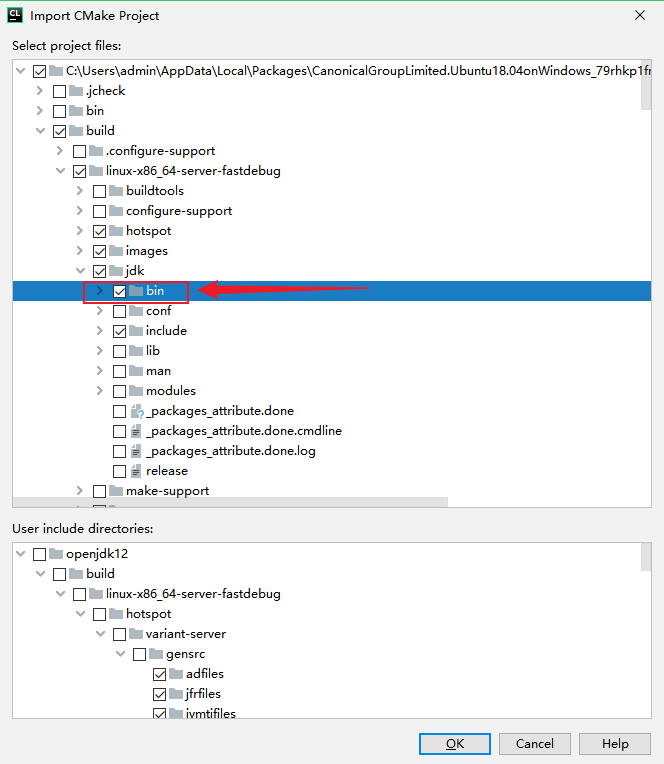 CL Import CMake Project
Select project files:
C:\Users\admin\AppData\Local\Packages\CanonicalGroupLimited.Ubuntu18.04onWindows_79rhkp1fn
.jcheck
bin
build
.configure-support
linux-x86_64-server-fastdebug
buildtools
configure-support
hotspot
images
jdk
bin
conf
include
lib
man
modules
_packages_attribute.done
_packages_attribute.done.cmdline
_packages_attribute.done.log
release
make-support
User include directories:
openjdk12
build
linux-x86_64-server-fastdebug
hotspot
variant-server
gensrc
adfiles
jfrfiles
jvmtifiles
OK Cancel Help